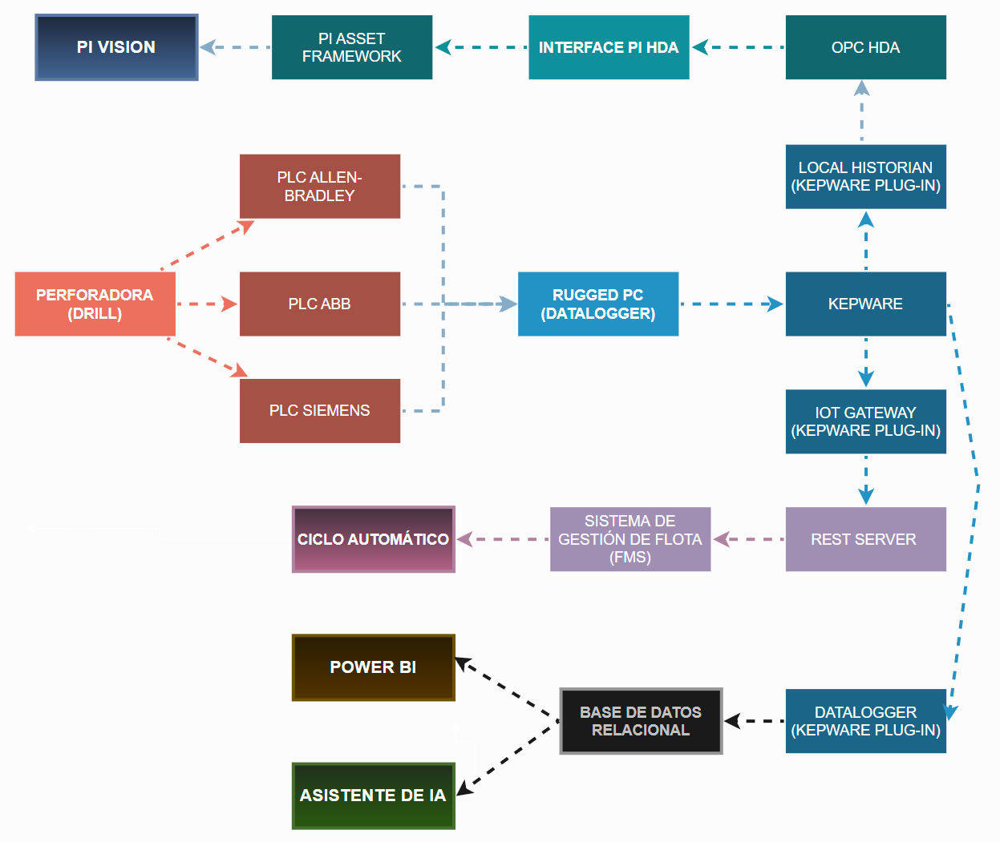 PI VISION
PI ASSET
FRAMEWORK
INTERFACE PI HDA
OPC HDA
LOCAL HISTORIAN
(KEPWARE PLUG-IN)
PLC ALLEN-
BRADLEY
PERFORADORA
(DRILL)
PLC ABB
RUGGED PC
(DATALOGGER)
KEPWARE
PLC SIEMENS
IOT GATEWAY
(KEPWARE PLUG-IN)
CICLO AUTOMÁTICO
SISTEMA DE
GESTIÓN DE FLOTA
(FMS)
REST SERVER
POWER BI
BASE DE DATOS
RELACIONAL
DATALOGGER
(KEPWARE PLUG-IN)
ASISTENTE DE IA